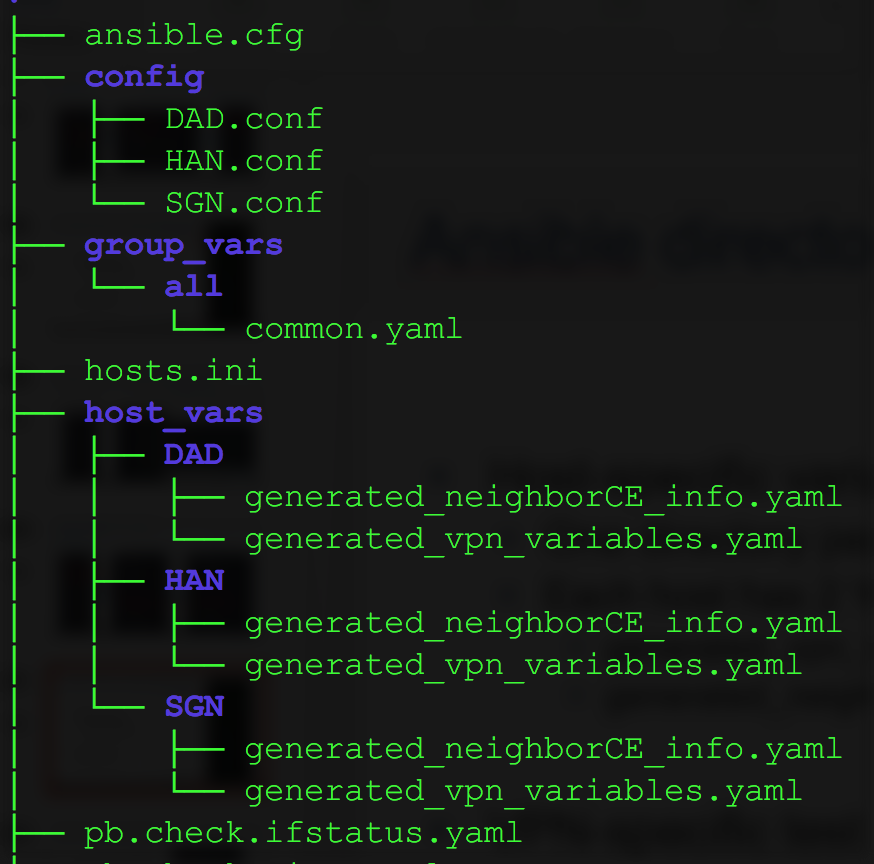 ├── ansible.cfg
├── config
│   ├── DAD.conf
│   ├── HAN.conf
│   └── SGN.conf
├── group_vars
│   └── all
│       └── common.yaml
├── hosts.ini
├── host_vars
│   ├── DAD
│   │   ├── generated_neighborCE_info.yaml
│   │   └── generated_vpn_variables.yaml
│   ├── HAN
│   │   ├── generated_neighborCE_info.yaml
│   │   └── generated_vpn_variables.yaml
│   └── SGN
│       ├── generated_neighborCE_info.yaml
│       └── generated_vpn_variables.yaml
├── pb.check.ifstatus.yaml